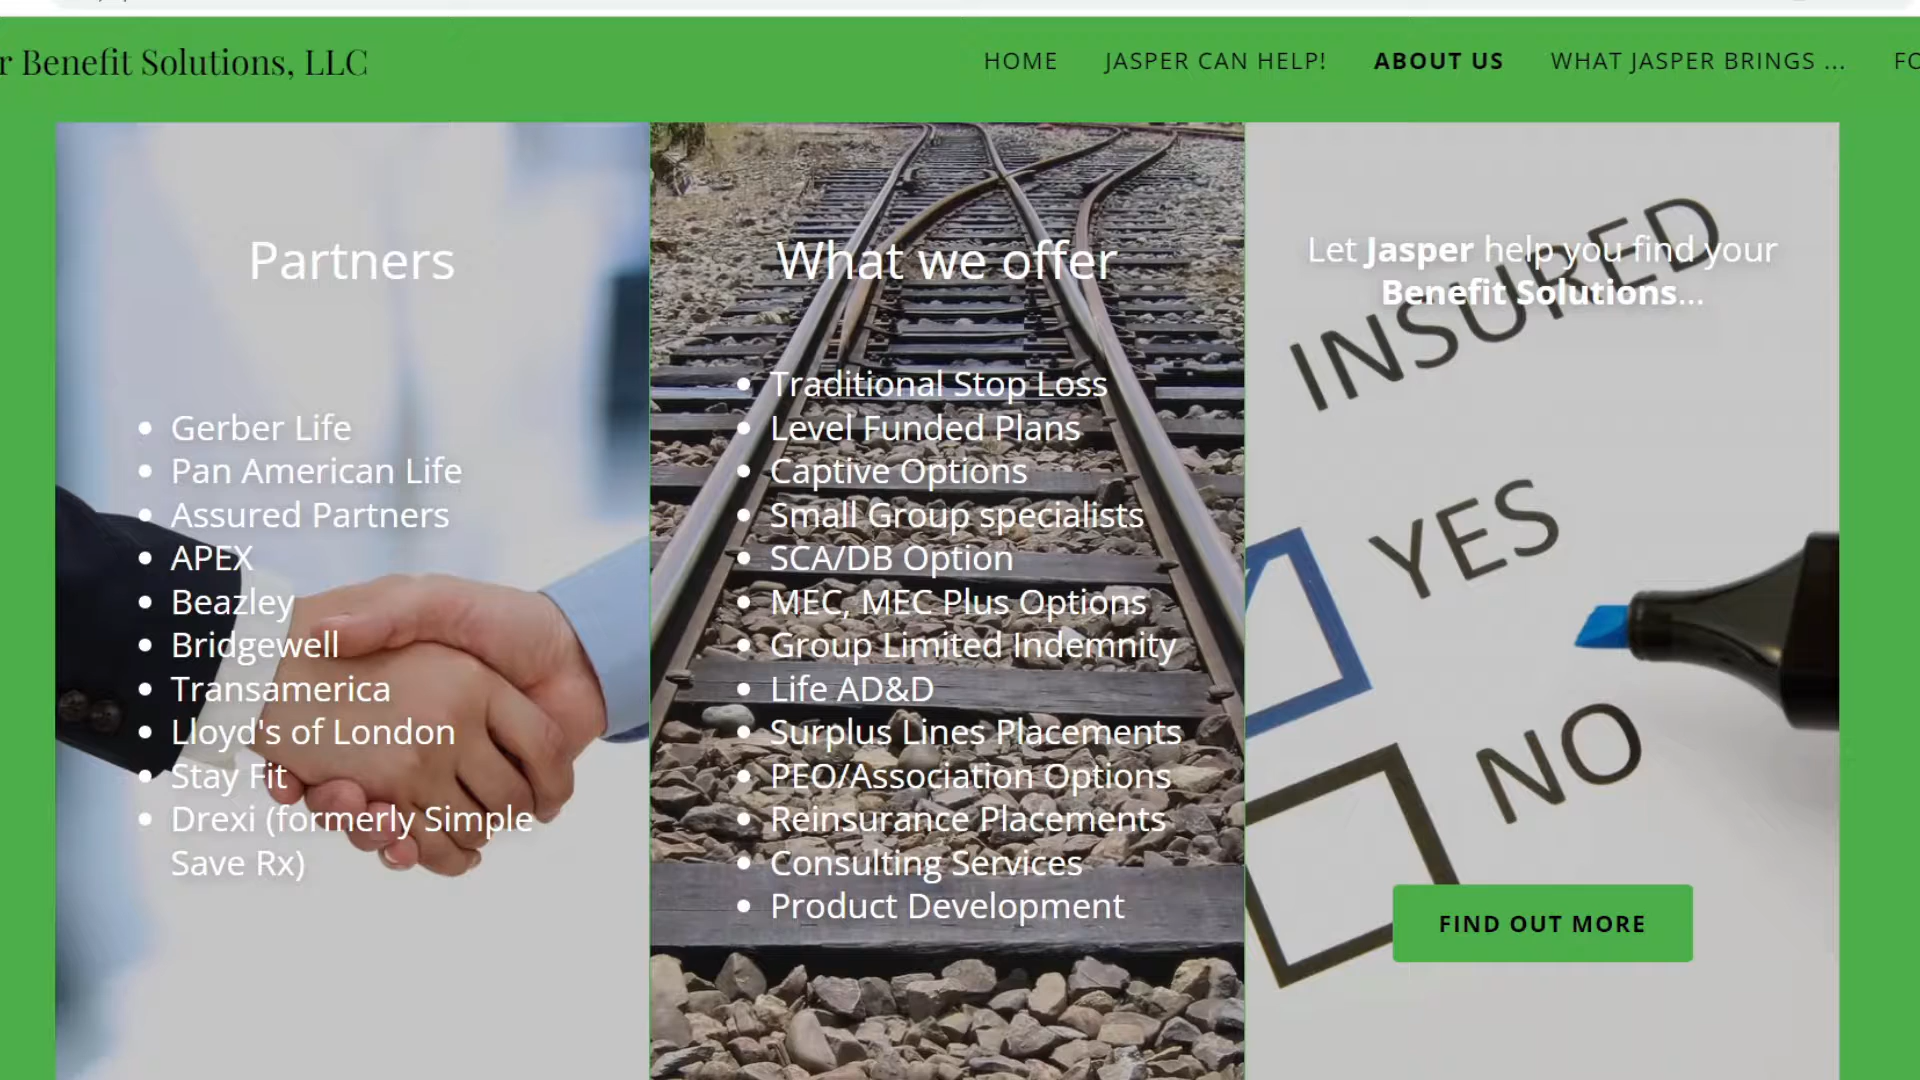 r Benefit Solutions, LLC
HOME
JASPER CAN HELP!
ABOUT US
WHAT JASPER BRINGS ...
FO
Partners
Gerber Life
Pan American Life
Assured Partners
APEX
Beazley
Bridgewell
Transamerica
Lloyd's of London
Stay Fit
Drexi (formerly Simple
Save Rx)
What we offer
Traditional Stop Loss
Level Funded Plans
Captive Options
Small Group specialists
SCA/DB Option
MEC, MEC Plus Options
Group Limited Indemnity
Life AD&D
Surplus Lines Placements
PEO/Association Options
Reinsurance Placements
Consulting Services
Product Development
Let Jasper help you find your
Benefit Solutions...
INSURED
YES
NO
FIND OUT MORE